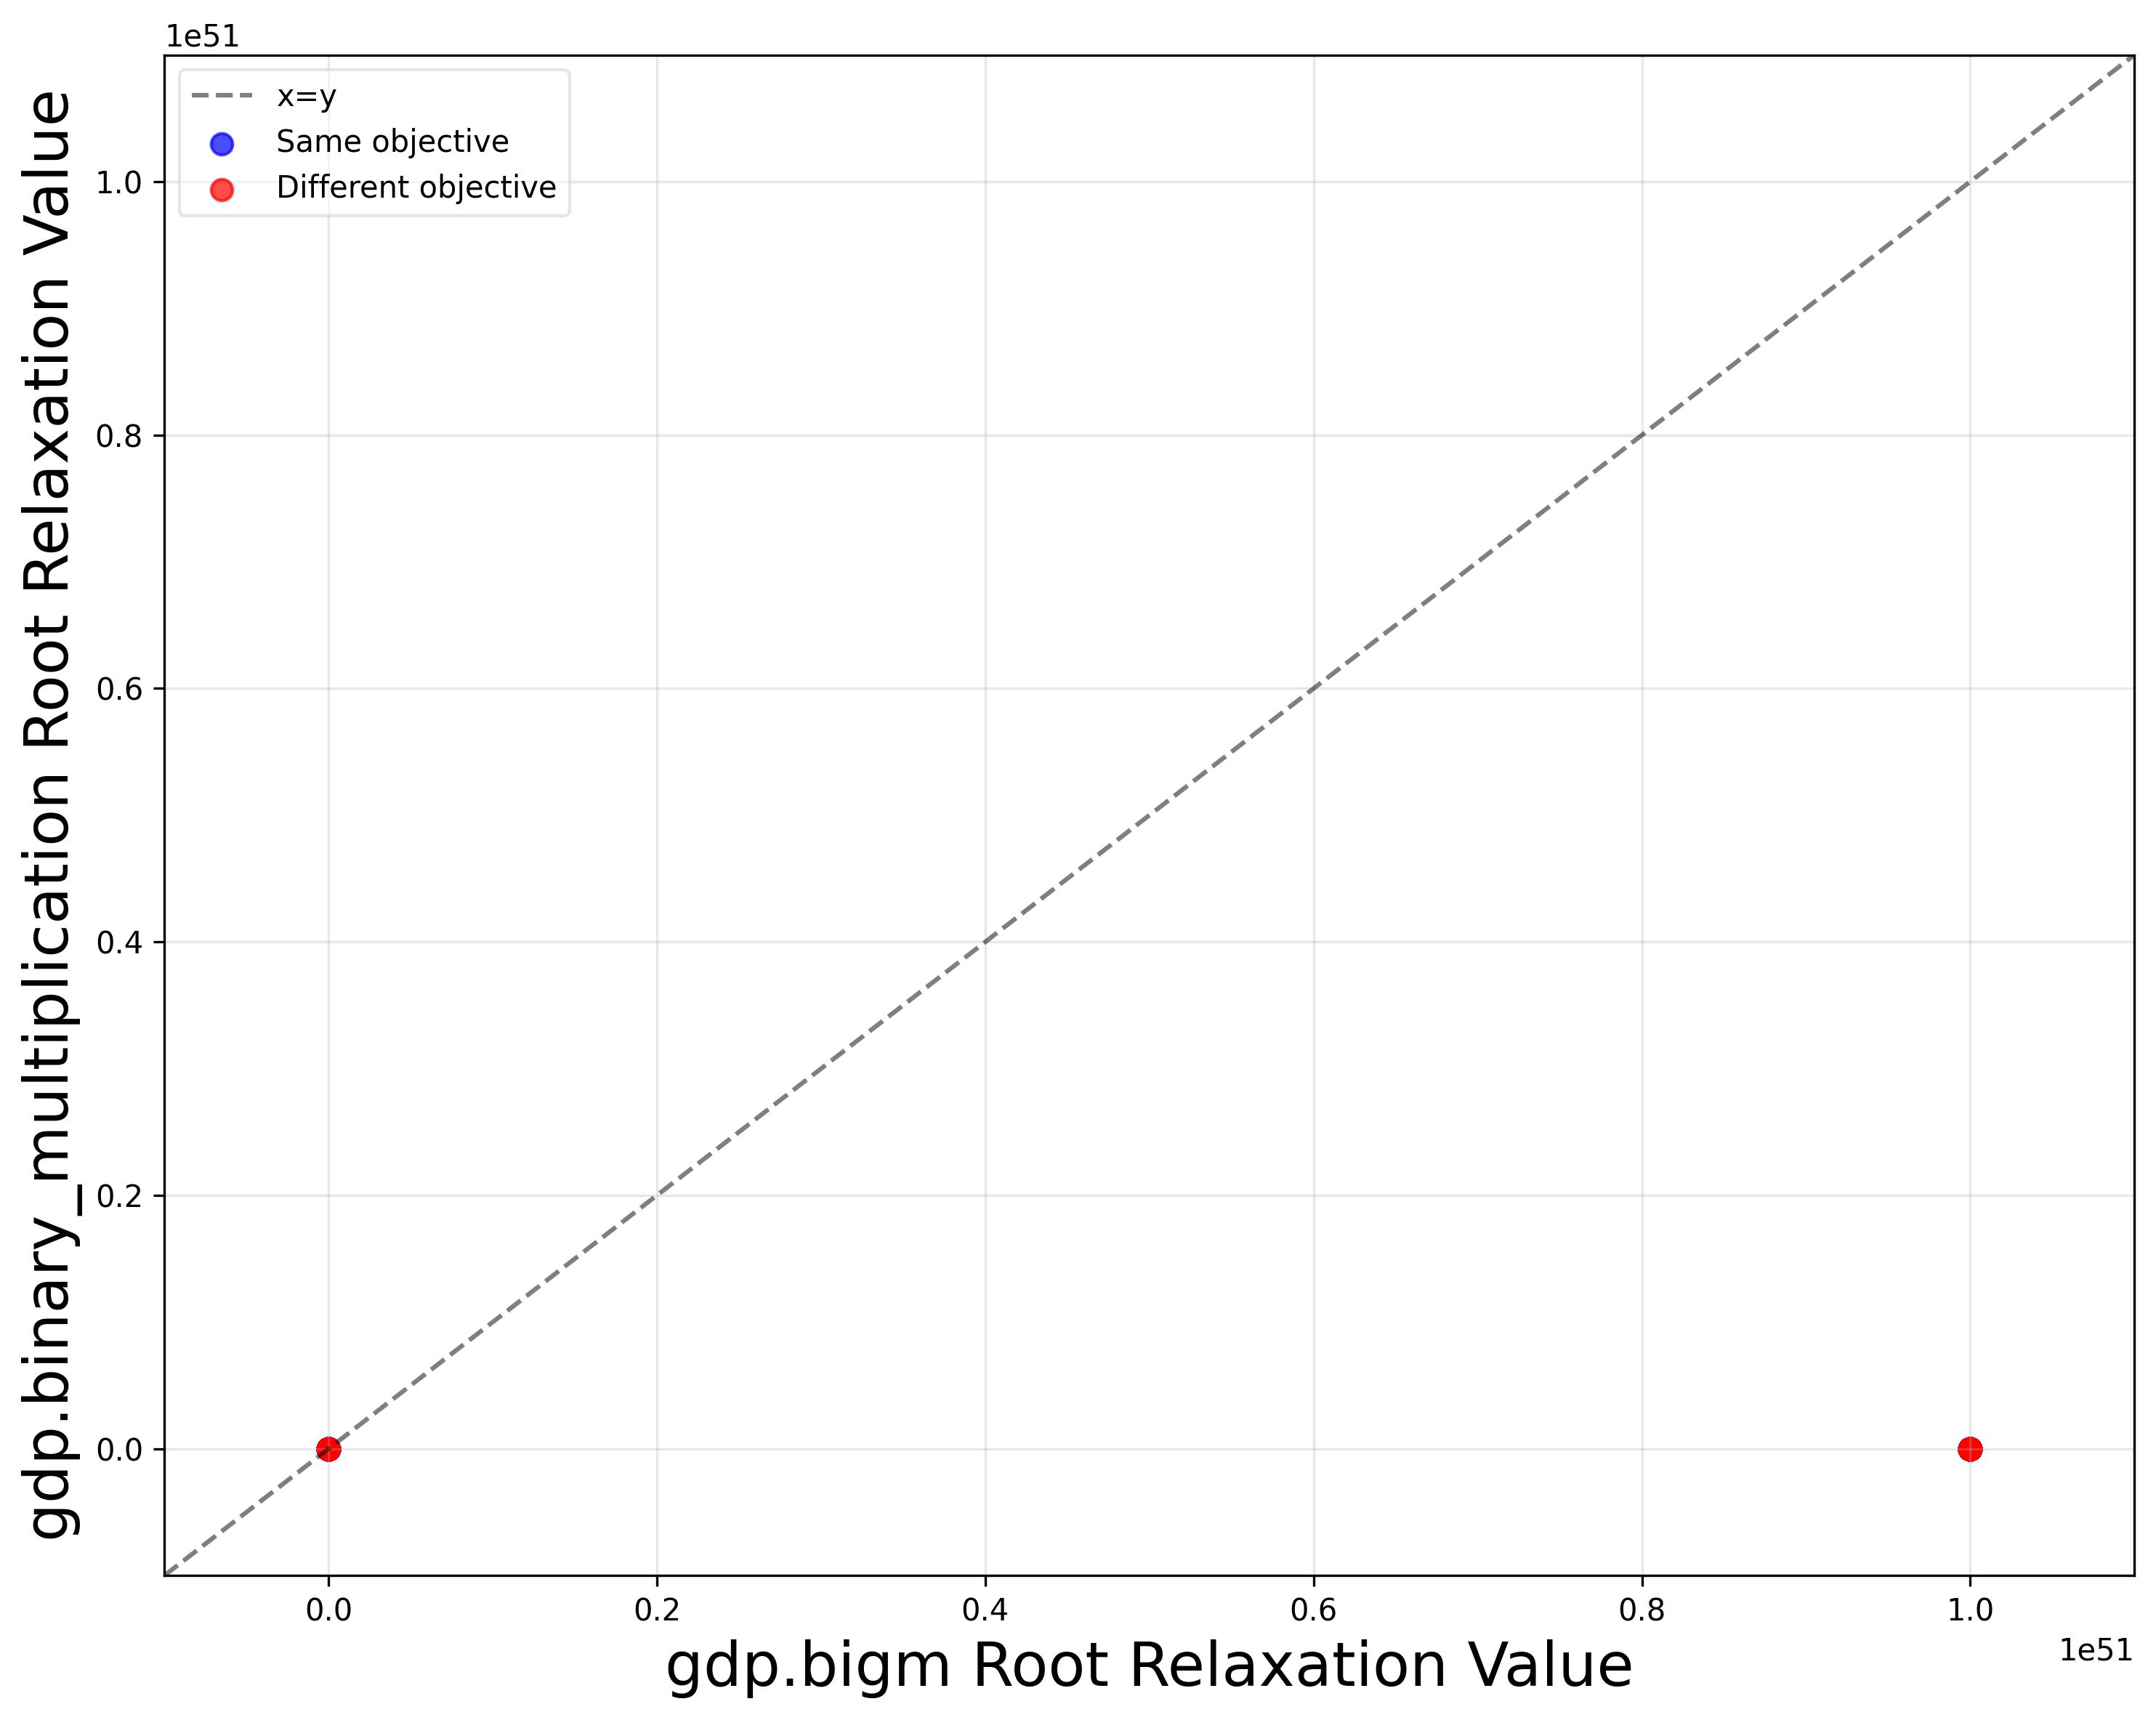 1e51
x=y
Same objective
Different objective
gdp.binary_multiplication Root Relaxation Value
1.0
0.8
0.6
0.4
0.2
0.0
0.0 0.2 0.4 0.6 0.8 1.0
1e51
gdp.bigm Root Relaxation Value